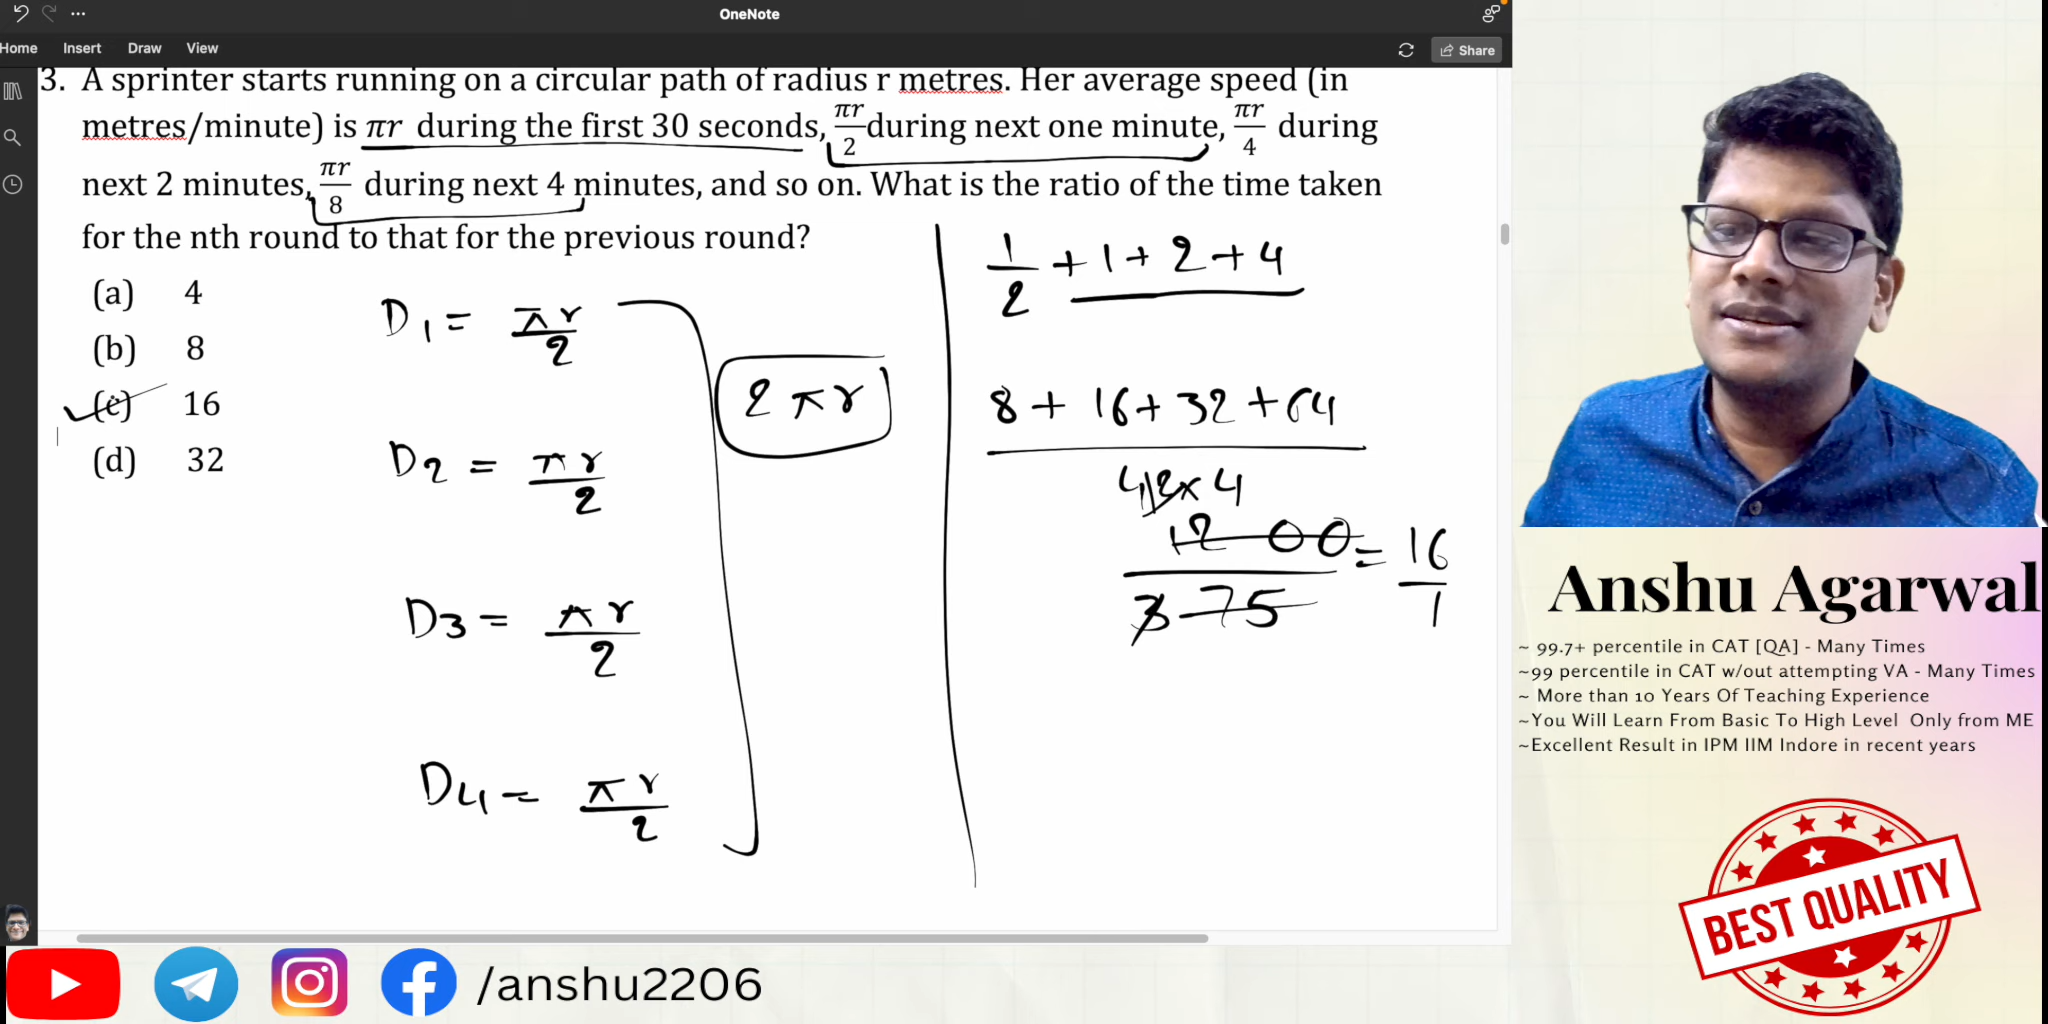 OneNote
Home Insert Draw View
Share
3. A sprinter starts running on a circular path of radius r metres. Her average speed (in
metres/minute) is πr during the first 30 seconds, πr/2 during next one minute, πr/4 during
next 2 minutes, πr/8 during next 4 minutes, and so on. What is the ratio of the time taken
for the nth round to that for the previous round?
(a) 4
(b) 8
(c) 16
(d) 32
D1 = πr/2
D2 = πr/2
D3 = πr/2
D4 = πr/2
2πr
1/2 + 1 + 2 + 4
8 + 16 + 32 + 64
12 00
3 75
= 16/1
Anshu Agarwal
~ 99.7+ percentile in CAT [QA] - Many Times
~99 percentile in CAT w/out attempting VA - Many Times
~ More than 10 Years Of Teaching Experience
~You Will Learn From Basic To High Level Only from ME
~Excellent Result in IPM IIM Indore in recent years
BEST QUALITY
/anshu2206